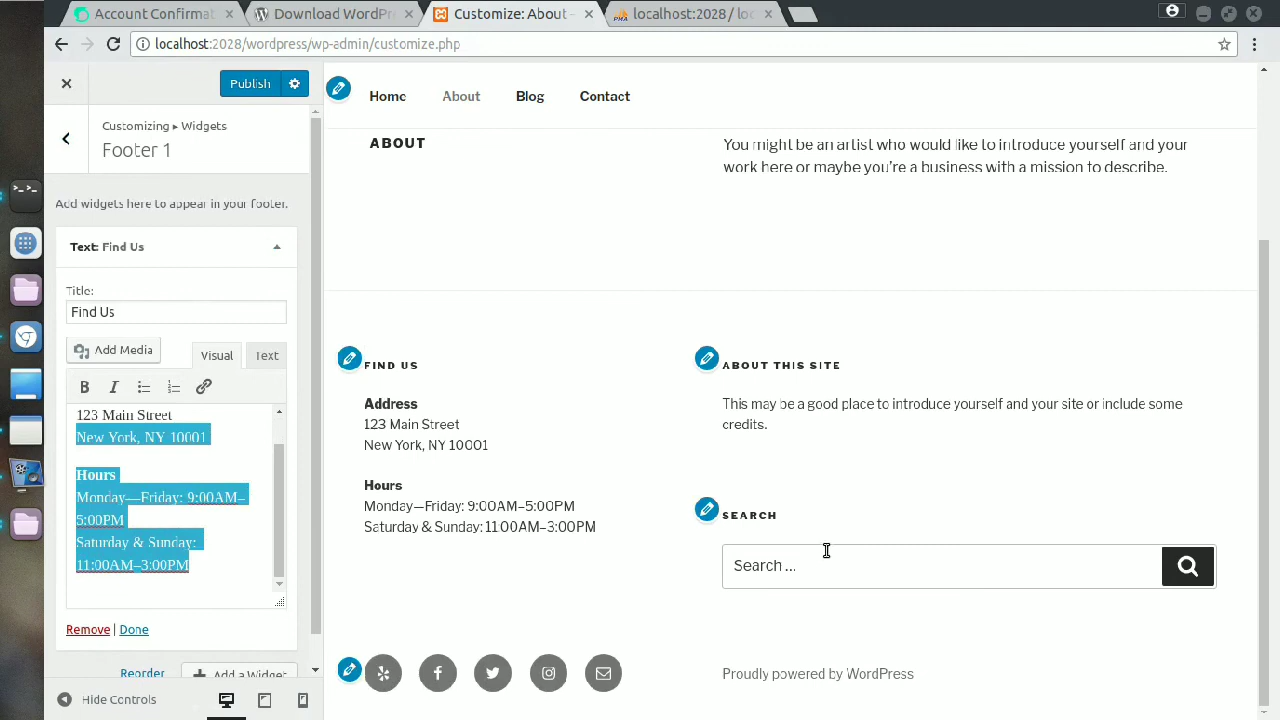 Account Confirmat
Download WordPre
Customize: About –
localhost:2028 / loc
localhost:2028/wordpress/wp-admin/customize.php
Publish
Customizing ▸ Widgets
Footer 1
Add widgets here to appear in your footer.
Text: Find Us
Title:
Find Us
Add Media
Visual
Text
B I
123 Main Street
New York, NY 10001
Hours
Monday—Friday: 9:00AM–
5:00PM
Saturday & Sunday:
11:00AM–3:00PM
Remove | Done
Reorder
Add a Widget
Hide Controls
Home
About
Blog
Contact
ABOUT
You might be an artist who would like to introduce yourself and your
work here or maybe you're a business with a mission to describe.
FIND US
Address
123 Main Street
New York, NY 10001
Hours
Monday—Friday: 9:00AM–5:00PM
Saturday & Sunday: 11:00AM–3:00PM
ABOUT THIS SITE
This may be a good place to introduce yourself and your site or include some
credits.
SEARCH
Search ...
Proudly powered by WordPress